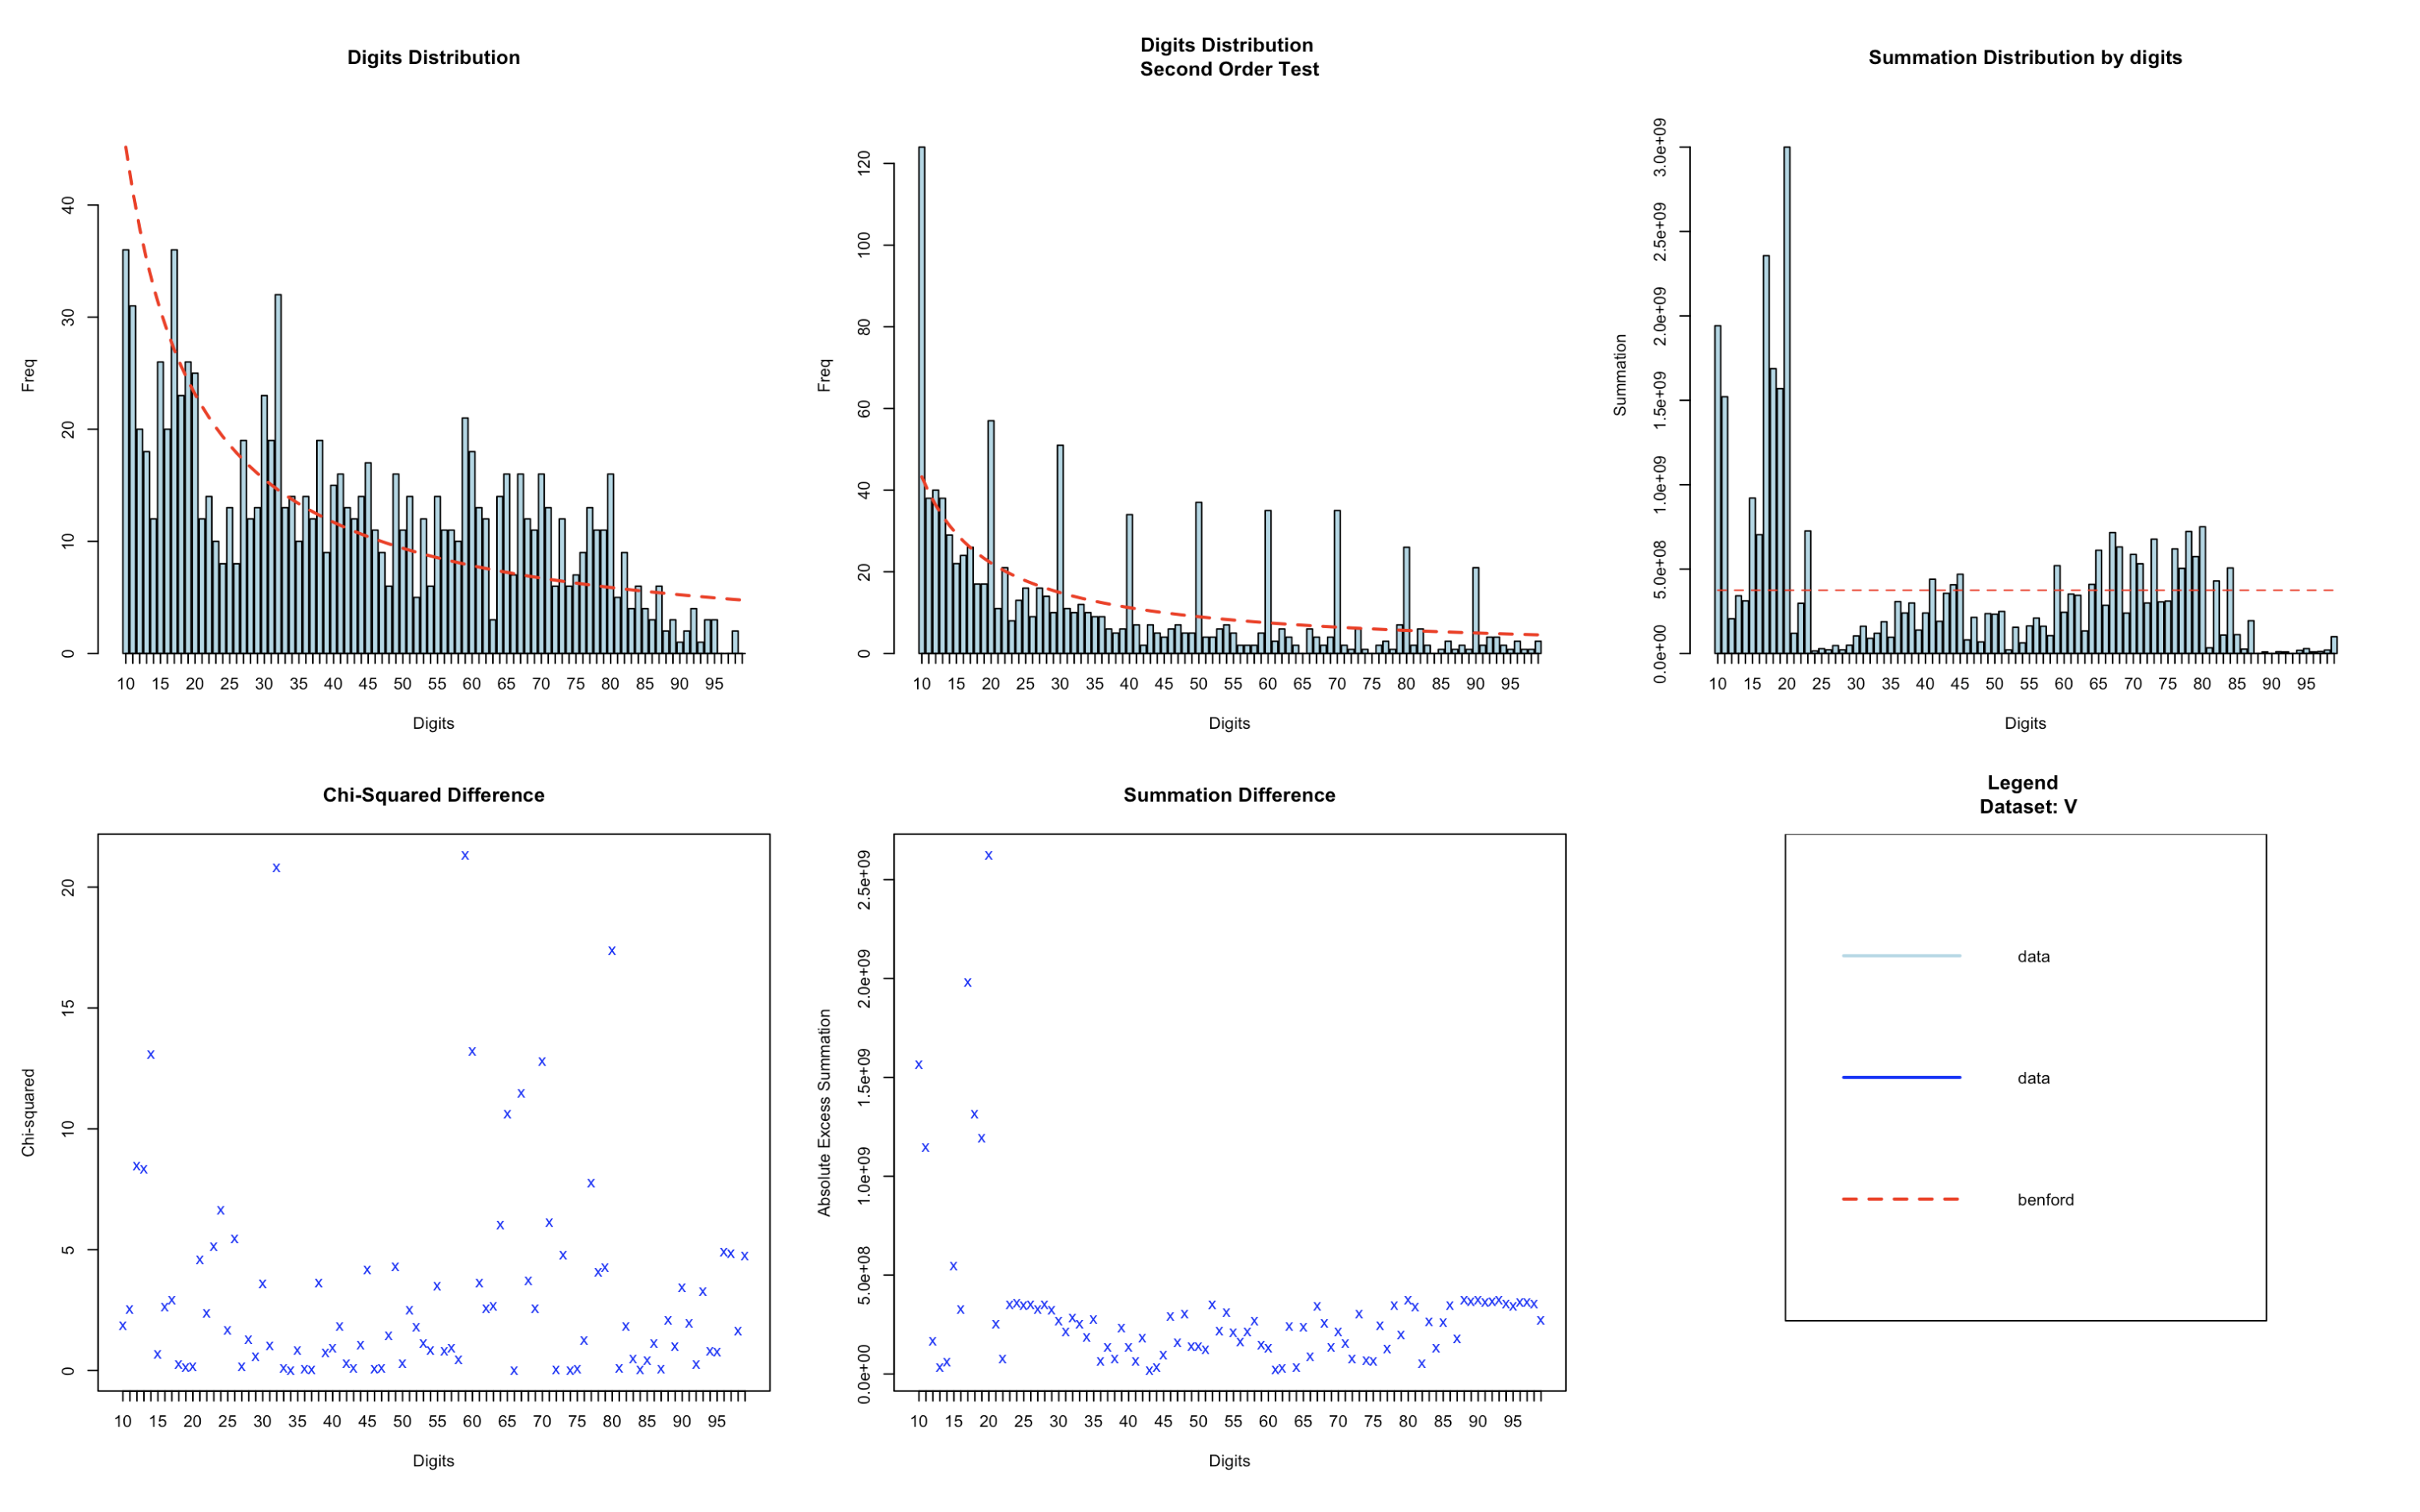 Digits Distribution
40
30
20
10
0
Freq
10 15 20 25 30 35 40 45 50 55 60 65 70 75 80 85 90 95
Digits
Digits Distribution
Second Order Test
120
100
80
60
40
20
0
Freq
10 15 20 25 30 35 40 45 50 55 60 65 70 75 80 85 90 95
Digits
Summation Distribution by digits
3.0e+09
2.5e+09
2.0e+09
1.5e+09
1.0e+09
5.0e+08
0.0e+00
Summation
10 15 20 25 30 35 40 45 50 55 60 65 70 75 80 85 90 95
Digits
Chi-Squared Difference
20
15
10
5
0
Chi-squared
10 15 20 25 30 35 40 45 50 55 60 65 70 75 80 85 90 95
Digits
Summation Difference
2.5e+09
2.0e+09
1.5e+09
1.0e+09
5.0e+08
0.0e+00
Absolute Excess Summation
10 15 20 25 30 35 40 45 50 55 60 65 70 75 80 85 90 95
Digits
Legend
Dataset: V
data
data
benford